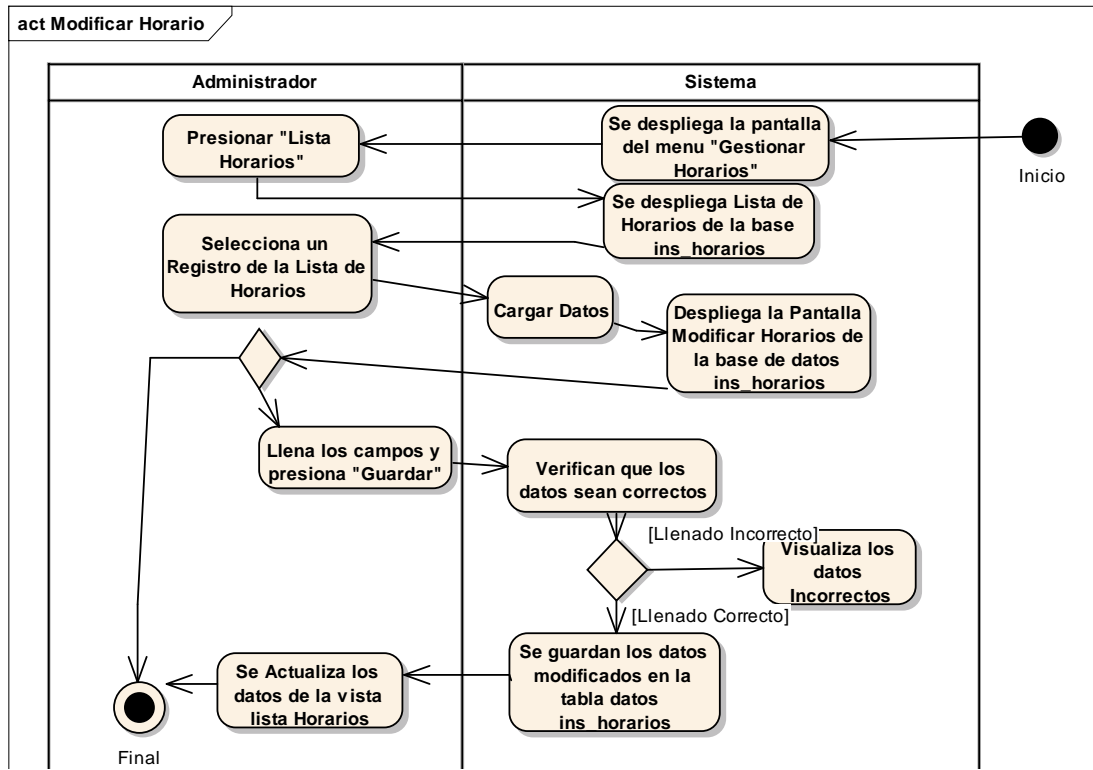 act Modificar Horario
Administrador
Sistema
Presionar "Lista
Horarios"
Se despliega la pantalla
del menu "Gestionar
Horarios"
Inicio
Se despliega Lista de
Horarios de la base
ins_horarios
Selecciona un
Registro de la Lista de
Horarios
Cargar Datos
Despliega la Pantalla
Modificar Horarios de
la base de datos
ins_horarios
Llena los campos y
presiona "Guardar"
Verifican que los
datos sean correctos
[Llenado Incorrecto]
Visualiza los
datos
Incorrectos
[Llenado Correcto]
Se guardan los datos
modificados en la
tabla datos
ins_horarios
Se Actualiza los
datos de la vista
lista Horarios
Final